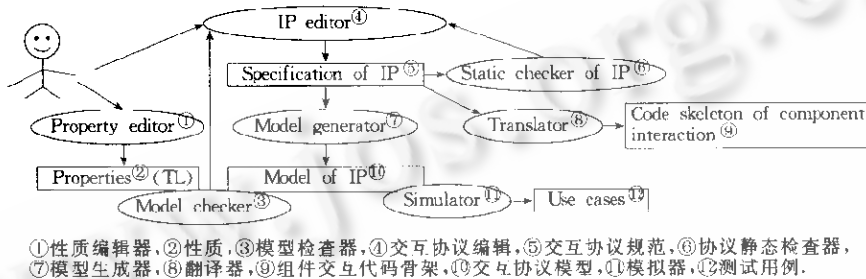 IP editor④
Specification of IP⑤
Static checker of IP⑥
Property editor①
Model generator⑦
Translator⑧
Code skeleton of component
interaction⑨
Properties②(TL)
Model of IP⑩
Model checker③
Simulator⑪
Use cases⑫
①性质编辑器,②性质,③模型检查器,④交互协议编辑,⑤交互协议规范,⑥协议静态检查器,
⑦模型生成器,⑧翻译器,⑨组件交互代码骨架,⑩交互协议模型,⑪模拟器,⑫测试用例.